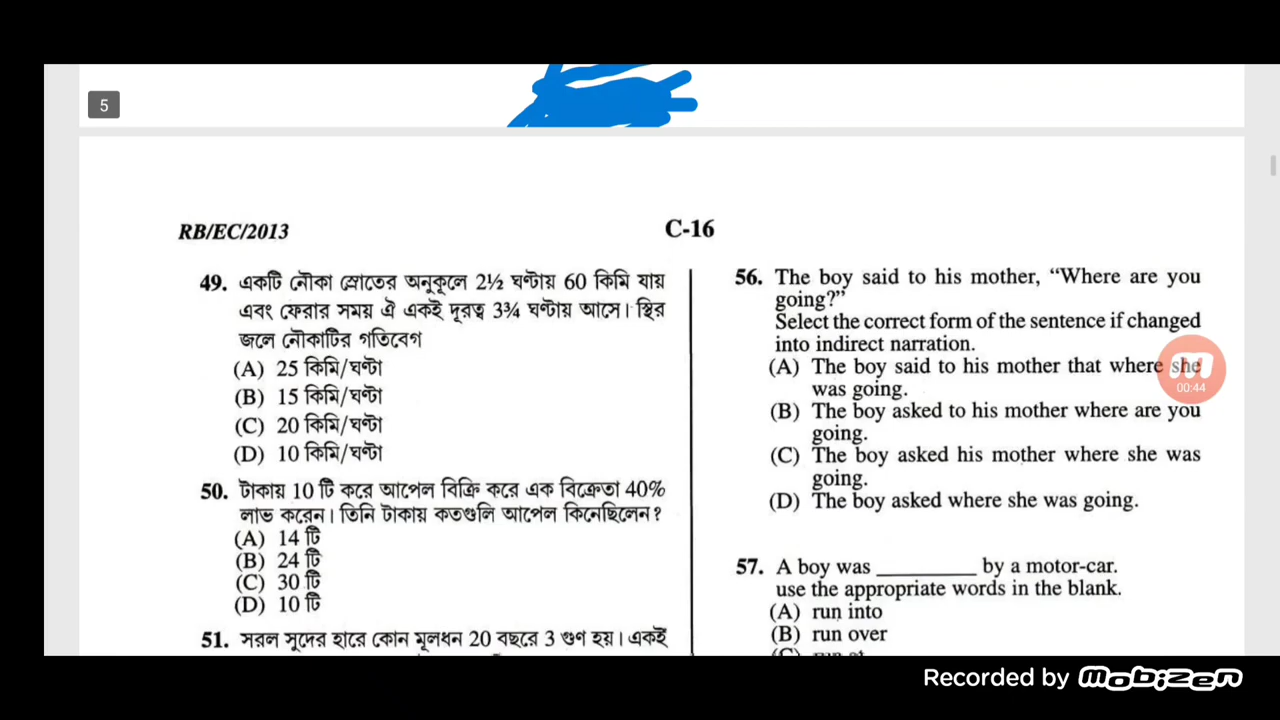 5
RB/EC/2013
C-16
49. একটি নৌকা স্রোতের অনুকূলে 2½ ঘণ্টায় 60 কিমি যায়
এবং ফেরার সময় ঐ একই দূরত্ব 3¾ ঘণ্টায় আসে। স্থির
জলে নৌকাটির গতিবেগ
(A) 25 কিমি/ঘণ্টা
(B) 15 কিমি/ঘণ্টা
(C) 20 কিমি/ঘণ্টা
(D) 10 কিমি/ঘণ্টা
50. টাকায় 10 টি করে আপেল বিক্রি করে এক বিক্রেতা 40%
লাভ করেন। তিনি টাকায় কতগুলি আপেল কিনেছিলেন?
(A) 14 টি
(B) 24 টি
(C) 30 টি
(D) 10 টি
51. সরল সুদের হারে কোন মূলধন 20 বছরে 3 গুণ হয়। একই
56. The boy said to his mother, “Where are you
going?”
Select the correct form of the sentence if changed
into indirect narration.
(A) The boy said to his mother that where she
was going.
(B) The boy asked to his mother where are you
going.
(C) The boy asked his mother where she was
going.
(D) The boy asked where she was going.
57. A boy was ________ by a motor-car.
use the appropriate words in the blank.
(A) run into
(B) run over
00:44
Recorded by Mobizen